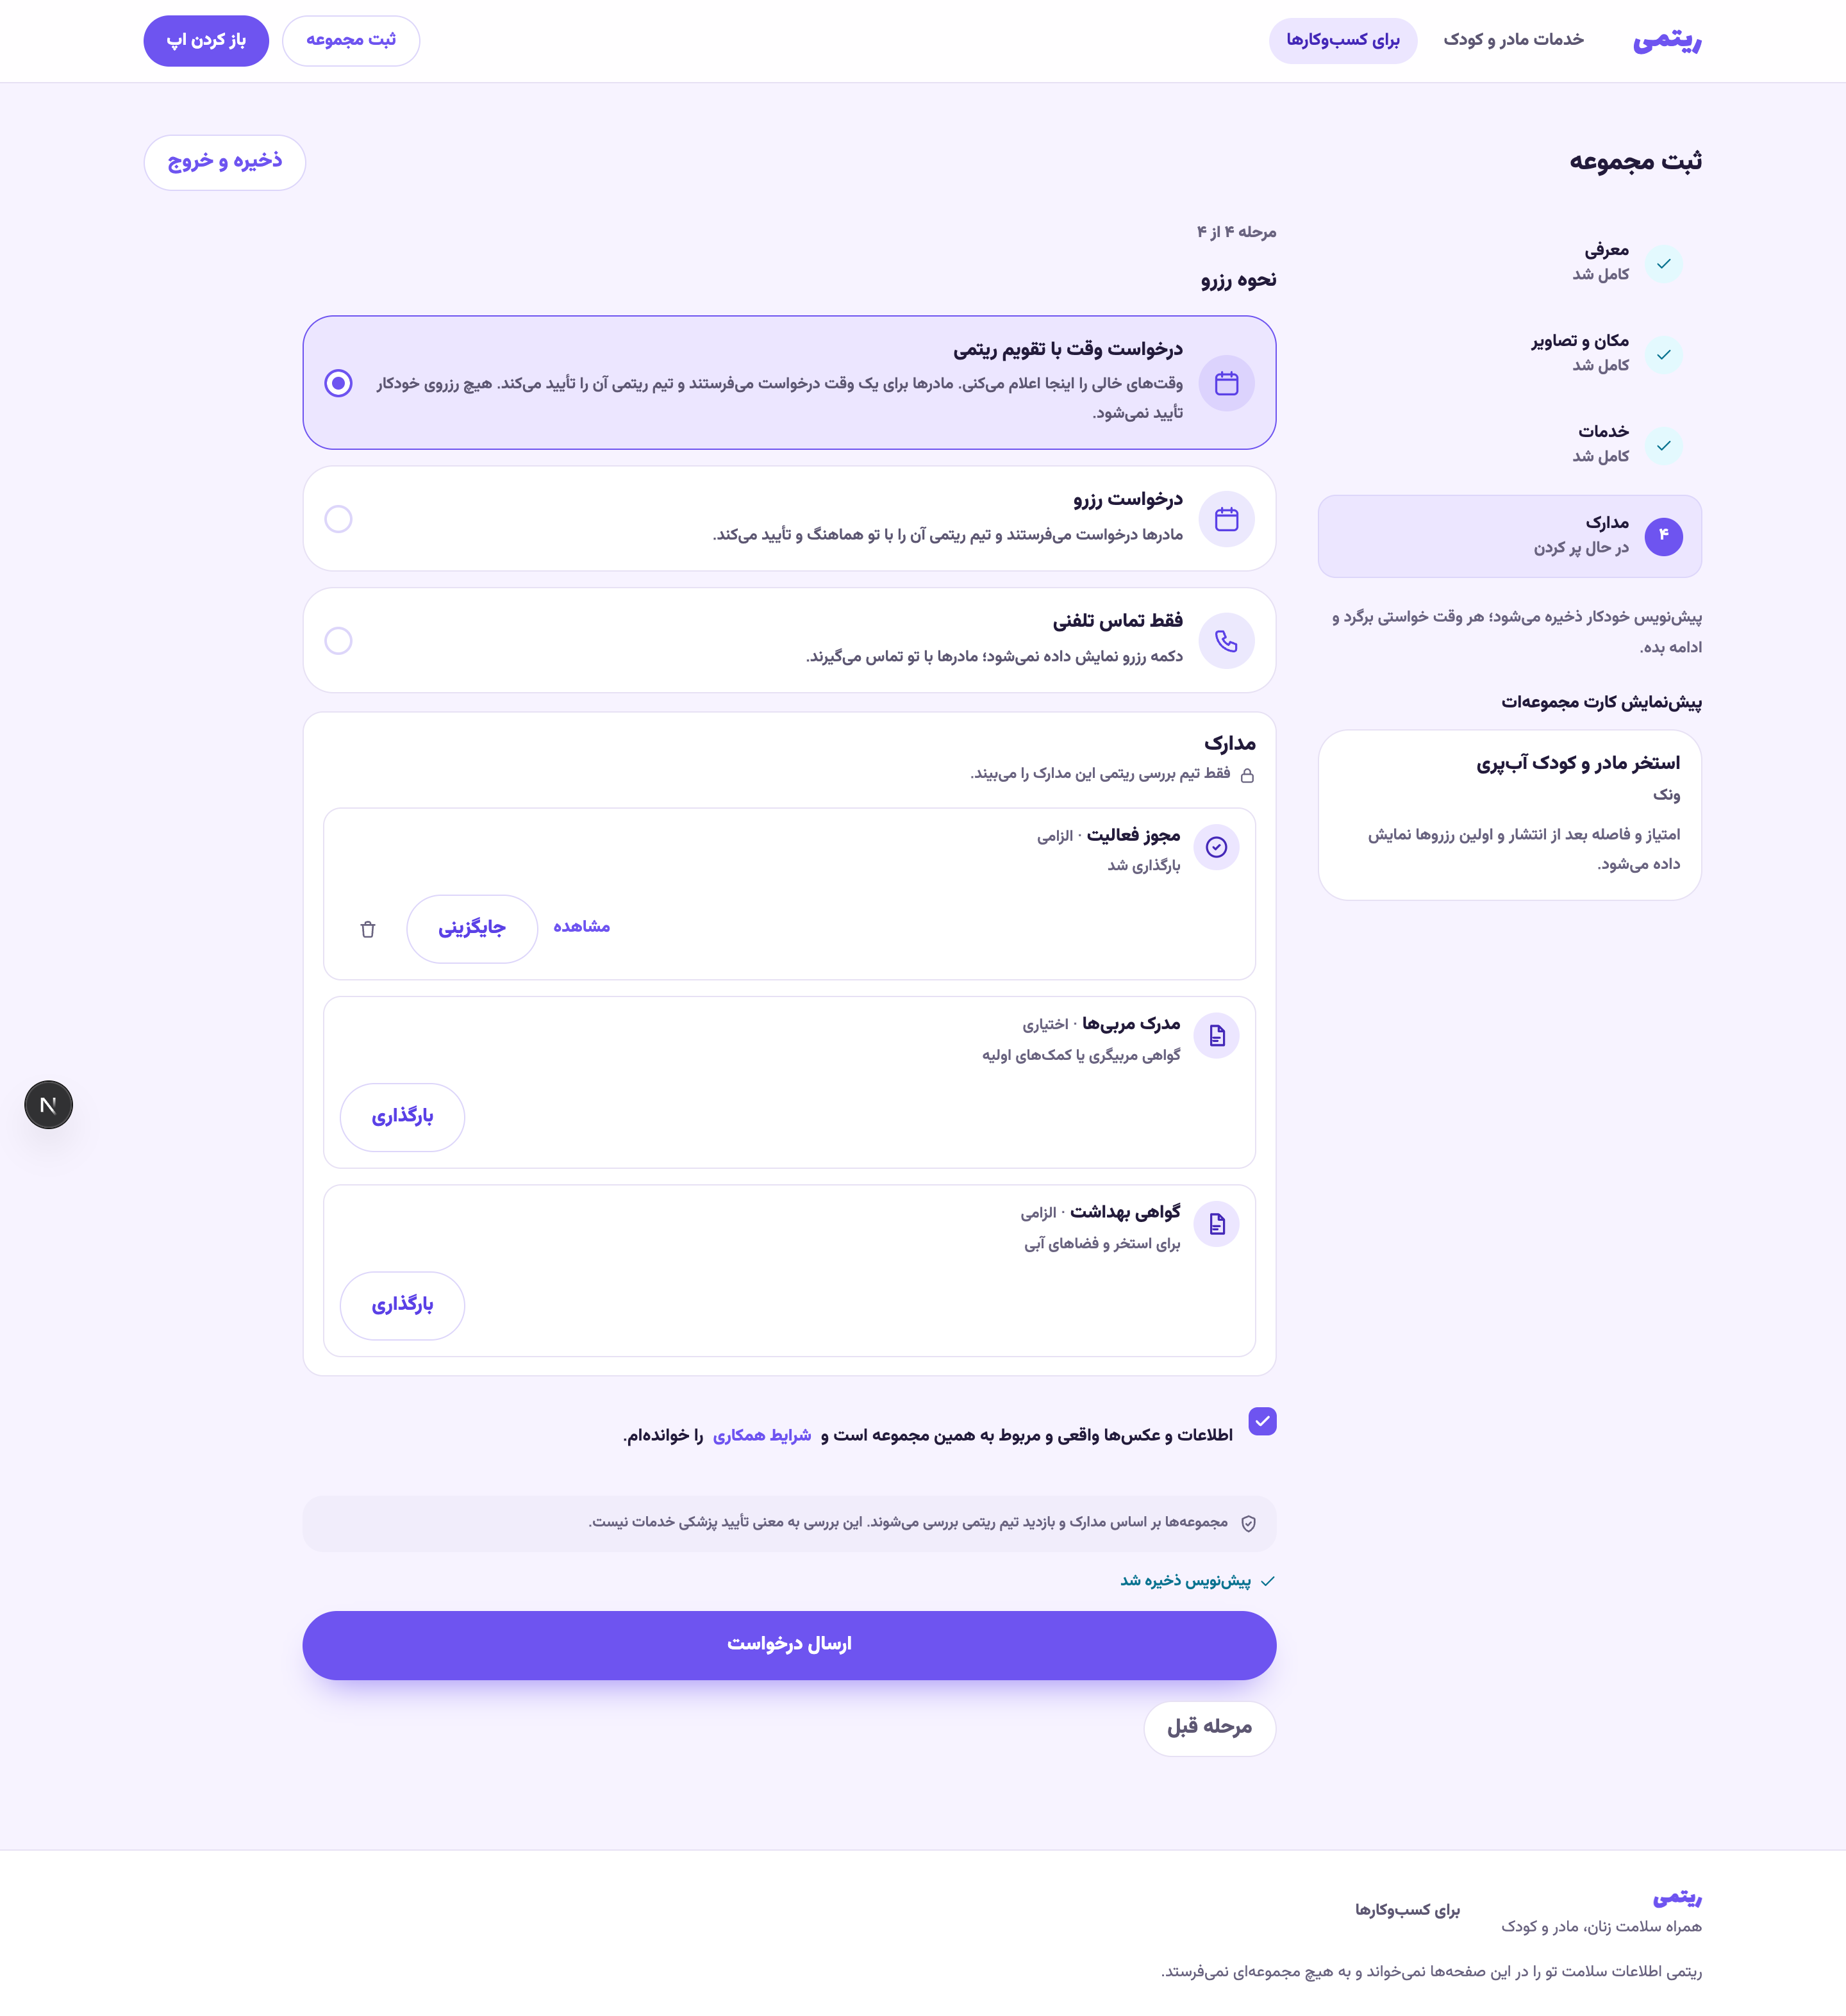 ریتمی
خدمات مادر و کودک
برای کسب‌وکارها
ثبت مجموعه
باز کردن اپ
ثبت مجموعه
ذخیره و خروج
معرفی
کامل شد
مکان و تصاویر
کامل شد
خدمات
کامل شد
۴
مدارک
در حال پر کردن
پیش‌نویس خودکار ذخیره می‌شود؛ هر وقت خواستی برگرد و
ادامه بده.
پیش‌نمایش کارت مجموعه‌ات
استخر مادر و کودک آب‌پری
ونک
امتیاز و فاصله بعد از انتشار و اولین رزروها نمایش
داده می‌شود.
مرحله ۴ از ۴
نحوه رزرو
درخواست وقت با تقویم ریتمی
وقت‌های خالی را اینجا اعلام می‌کنی. مادرها برای یک وقت درخواست می‌فرستند و تیم ریتمی آن را تأیید می‌کند. هیچ رزروی خودکار
تأیید نمی‌شود.
درخواست رزرو
مادرها درخواست می‌فرستند و تیم ریتمی آن را با تو هماهنگ و تأیید می‌کند.
فقط تماس تلفنی
دکمه رزرو نمایش داده نمی‌شود؛ مادرها با تو تماس می‌گیرند.
مدارک
فقط تیم بررسی ریتمی این مدارک را می‌بیند.
مجوز فعالیت · الزامی
بارگذاری شد
مشاهده
جایگزینی
مدرک مربی‌ها · اختیاری
گواهی مربیگری یا کمک‌های اولیه
بارگذاری
گواهی بهداشت · الزامی
برای استخر و فضاهای آبی
بارگذاری
اطلاعات و عکس‌ها واقعی و مربوط به همین مجموعه است و شرایط همکاری را خوانده‌ام.
مجموعه‌ها بر اساس مدارک و بازدید تیم ریتمی بررسی می‌شوند. این بررسی به معنی تأیید پزشکی خدمات نیست.
پیش‌نویس ذخیره شد
ارسال درخواست
مرحله قبل
N
ریتمی
همراه سلامت زنان، مادر و کودک
برای کسب‌وکارها
ریتمی اطلاعات سلامت تو را در این صفحه‌ها نمی‌خواند و به هیچ مجموعه‌ای نمی‌فرستد.